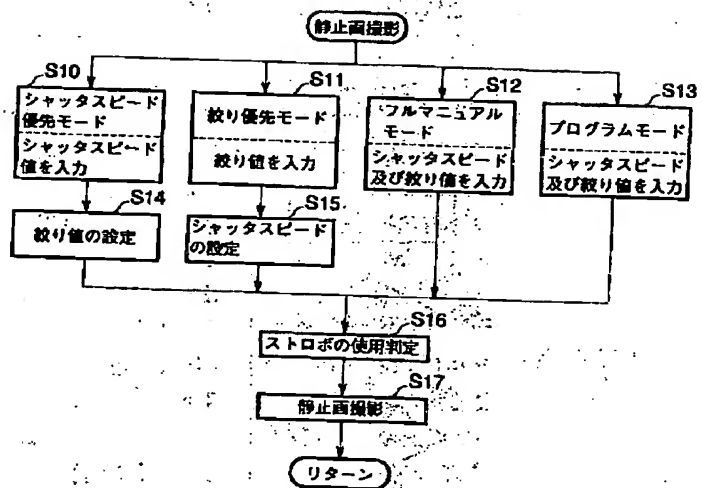 静止画撮影
S10
シャッタスピード
優先モード
シャッタスピード
値を入力
S11
絞り優先モード
絞り値を入力
S12
フルマニュアル
モード
シャッタスピード
及び絞り値を入力
S13
プログラムモード
シャッタスピード
及び絞り値を入力
S14
絞り値の設定
S15
シャッタスピード
の設定
S16
ストロボの使用判定
S17
静止画撮影
リターン